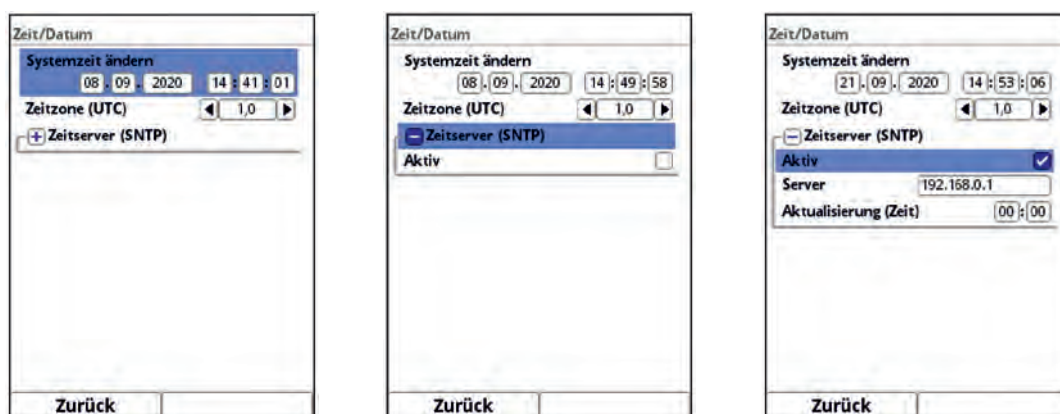 Zeit/Datum
Systemzeit ändern
08 . 09 . 2020 14 : 41 : 01
Zeitzone (UTC) 1,0
Zeitserver (SNTP)
Zurück
Zeit/Datum
Systemzeit ändern
08 . 09 . 2020 14 : 49 : 58
Zeitzone (UTC) 1,0
Zeitserver (SNTP)
Aktiv
Zurück
Zeit/Datum
Systemzeit ändern
21 . 09 . 2020 14 : 53 : 06
Zeitzone (UTC) 1,0
Zeitserver (SNTP)
Aktiv
Server 192.168.0.1
Aktualisierung (Zeit) 00 : 00
Zurück